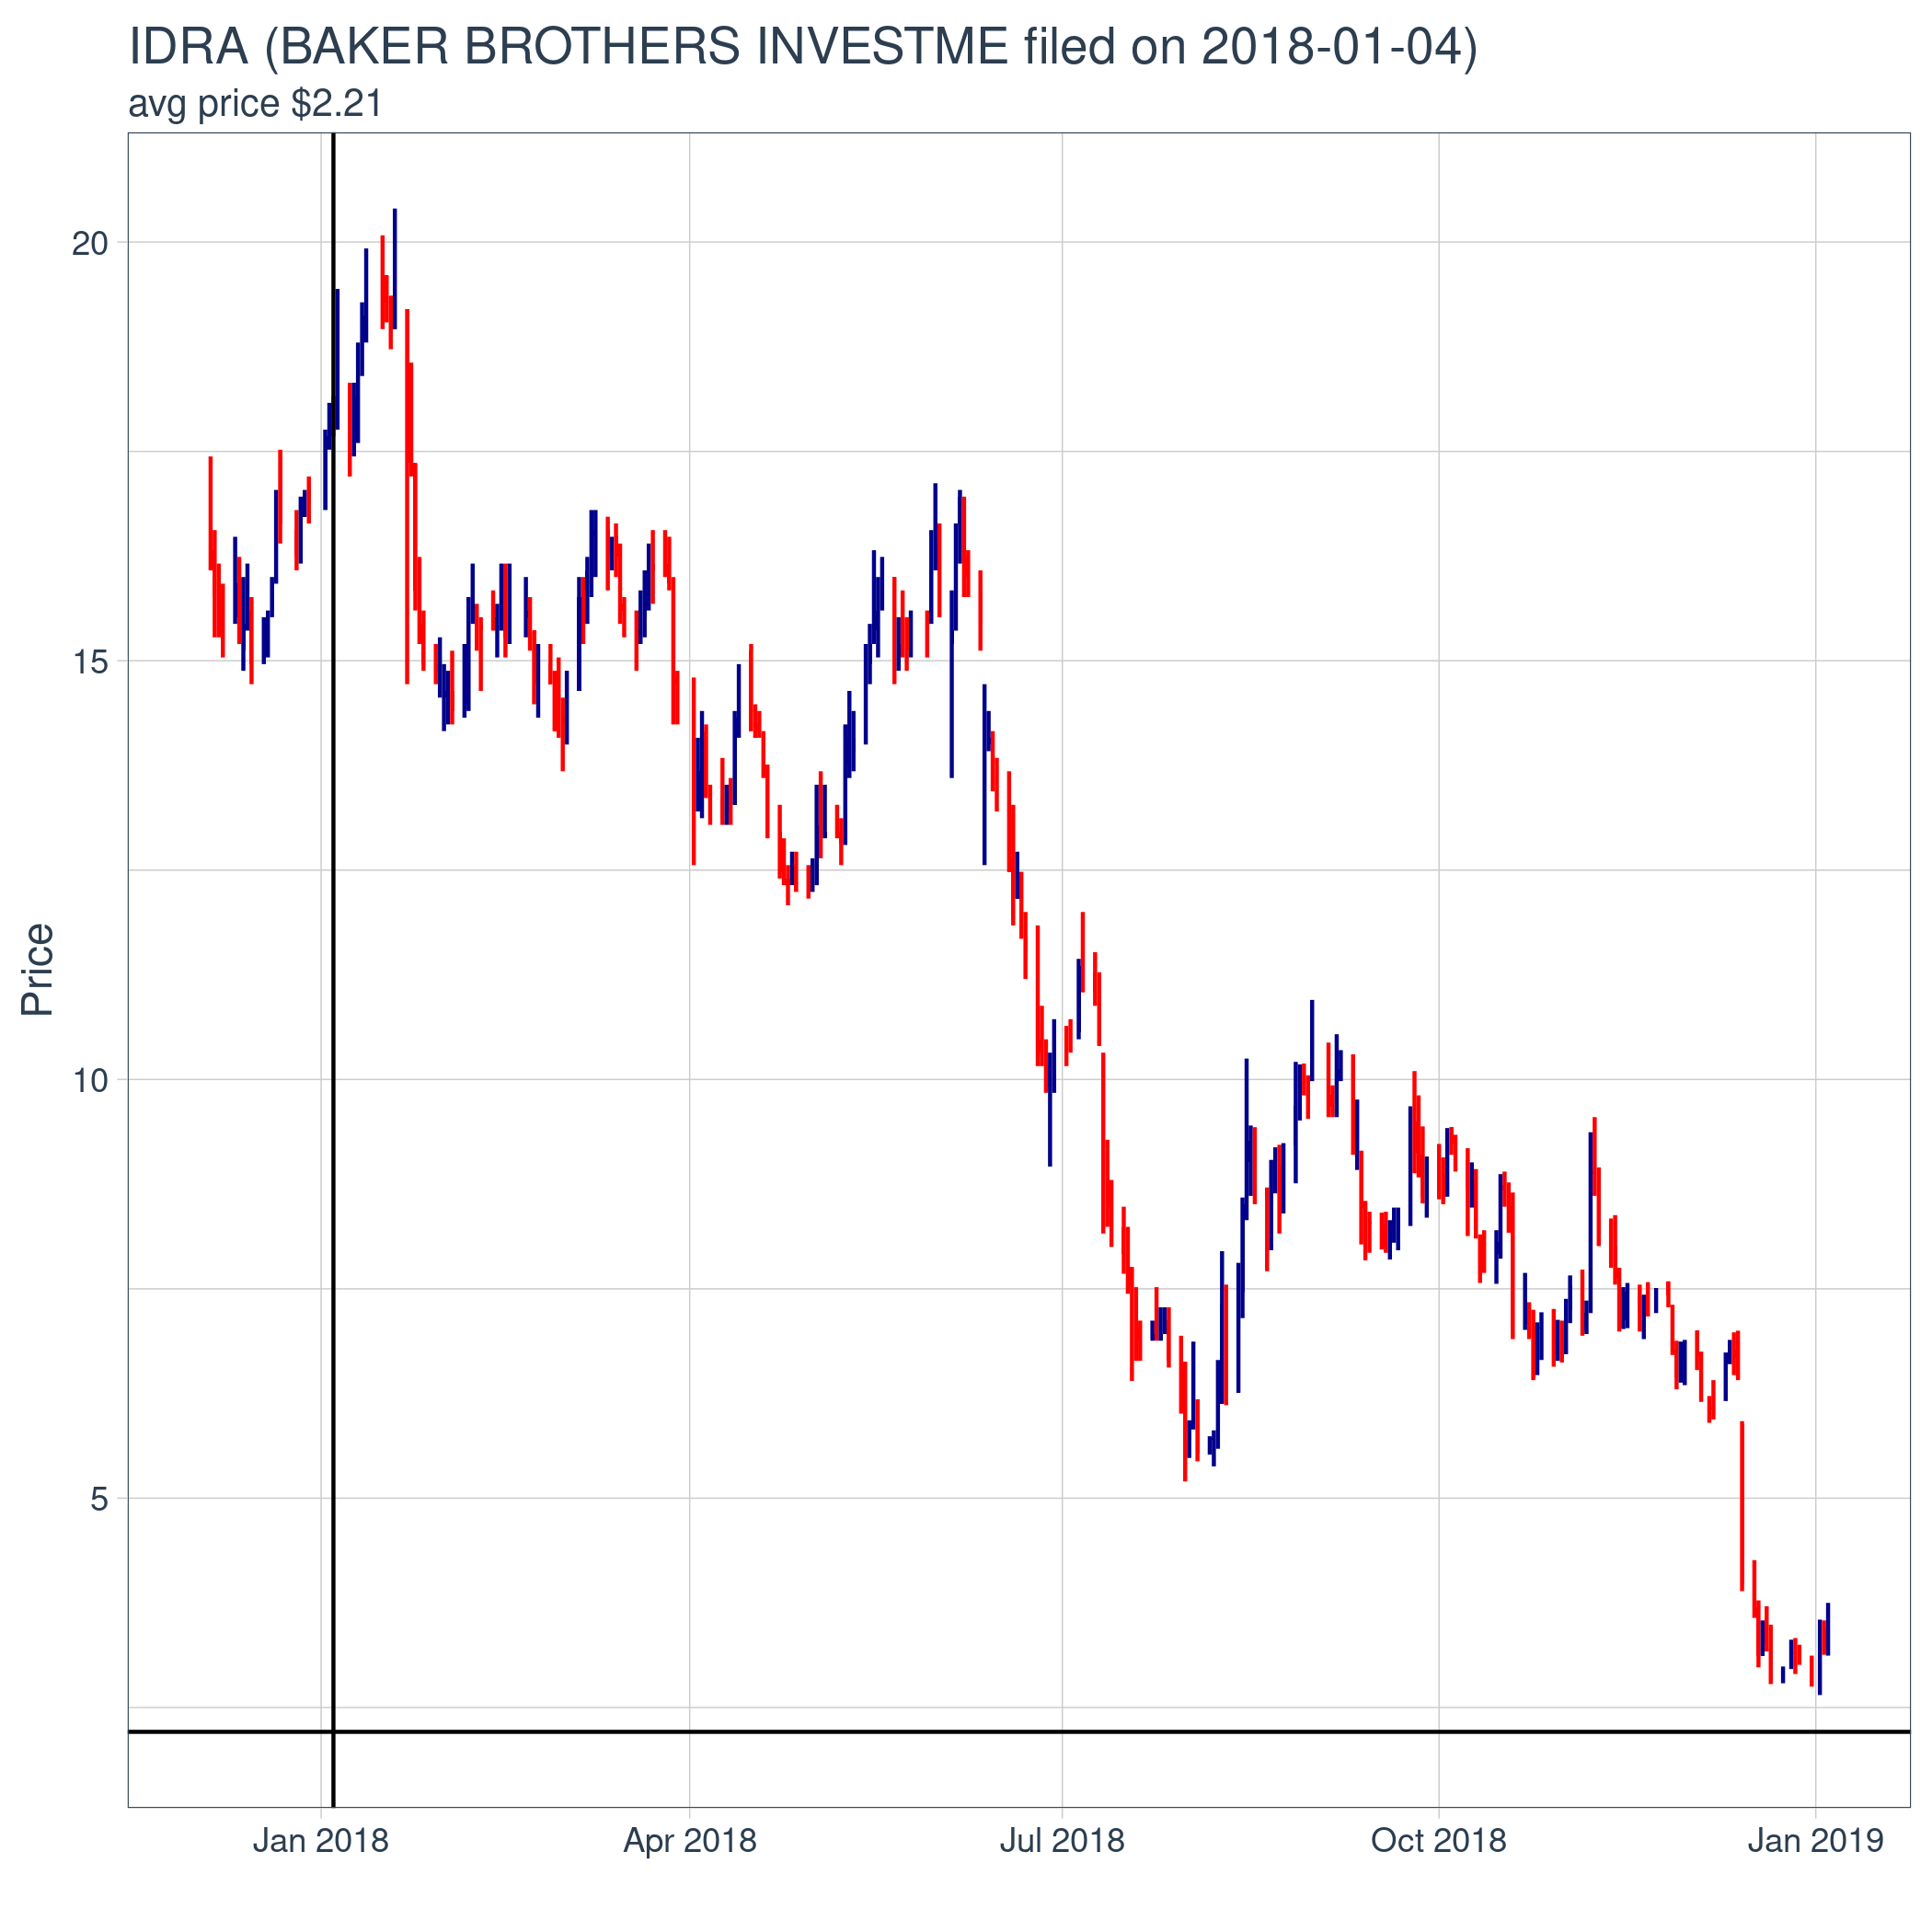 IDRA (BAKER BROTHERS INVESTME filed on 2018-01-04)
avg price $2.21
Price
20
15
10
5
Jan 2018
Apr 2018
Jul 2018
Oct 2018
Jan 2019